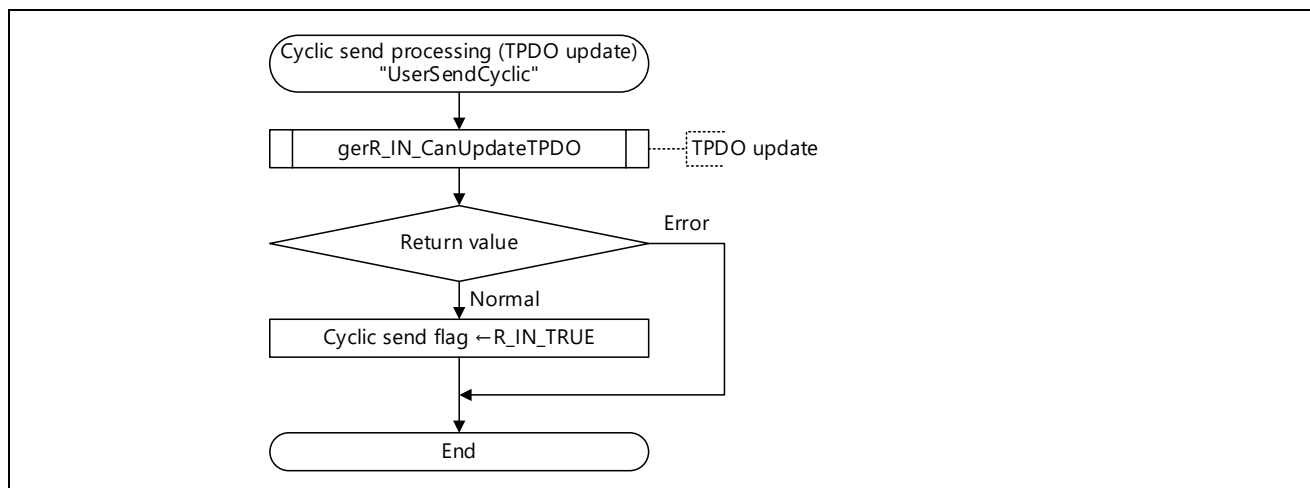 Cyclic send processing (TPDO update)
"UserSendCyclic"
gerR_IN_CanUpdateTPDO
TPDO update
Return value
Error
Normal
Cyclic send flag ←R_IN_TRUE
End